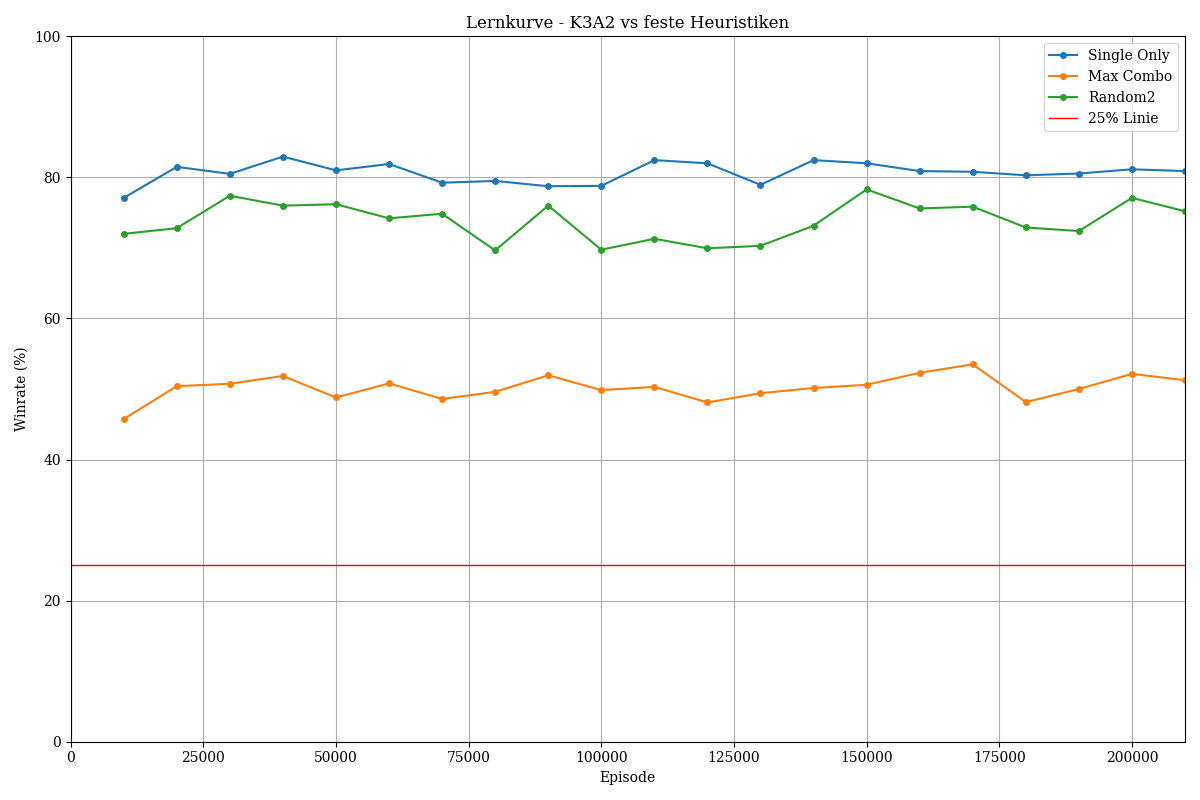 Lernkurve - K3A2 vs feste Heuristiken
Single Only
Max Combo
Random2
25% Linie
Winrate (%)
100
80
60
40
20
0
0 25000 50000 75000 100000 125000 150000 175000 200000
Episode